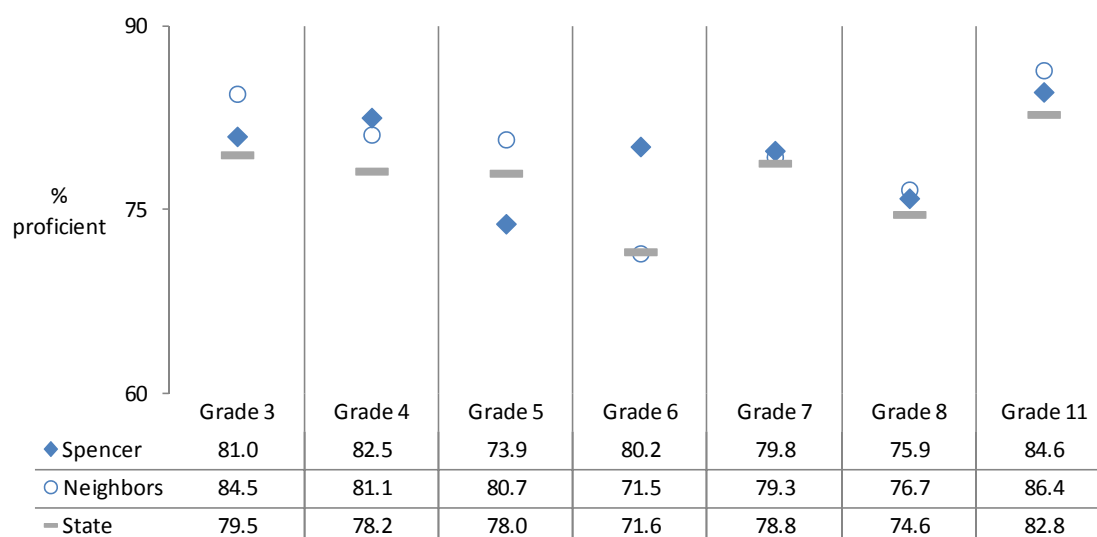 90
75
%
proficient
60
Grade 3 Grade 4 Grade 5 Grade 6 Grade 7 Grade 8 Grade 11
Spencer 81.0 82.5 73.9 80.2 79.8 75.9 84.6
Neighbors 84.5 81.1 80.7 71.5 79.3 76.7 86.4
State 79.5 78.2 78.0 71.6 78.8 74.6 82.8